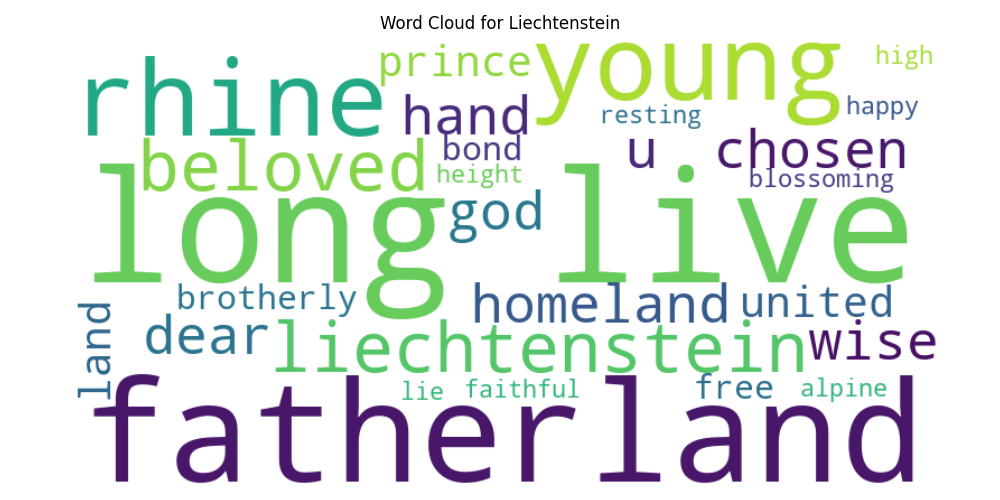 Word Cloud for Liechtenstein
rhine
prince
young
high
hand
resting
happy
beloved
bond
u
chosen
height
blossoming
long live
god
land
brotherly
homeland
united
dear
liechtenstein
wise
lie
faithful
free
alpine
fatherland